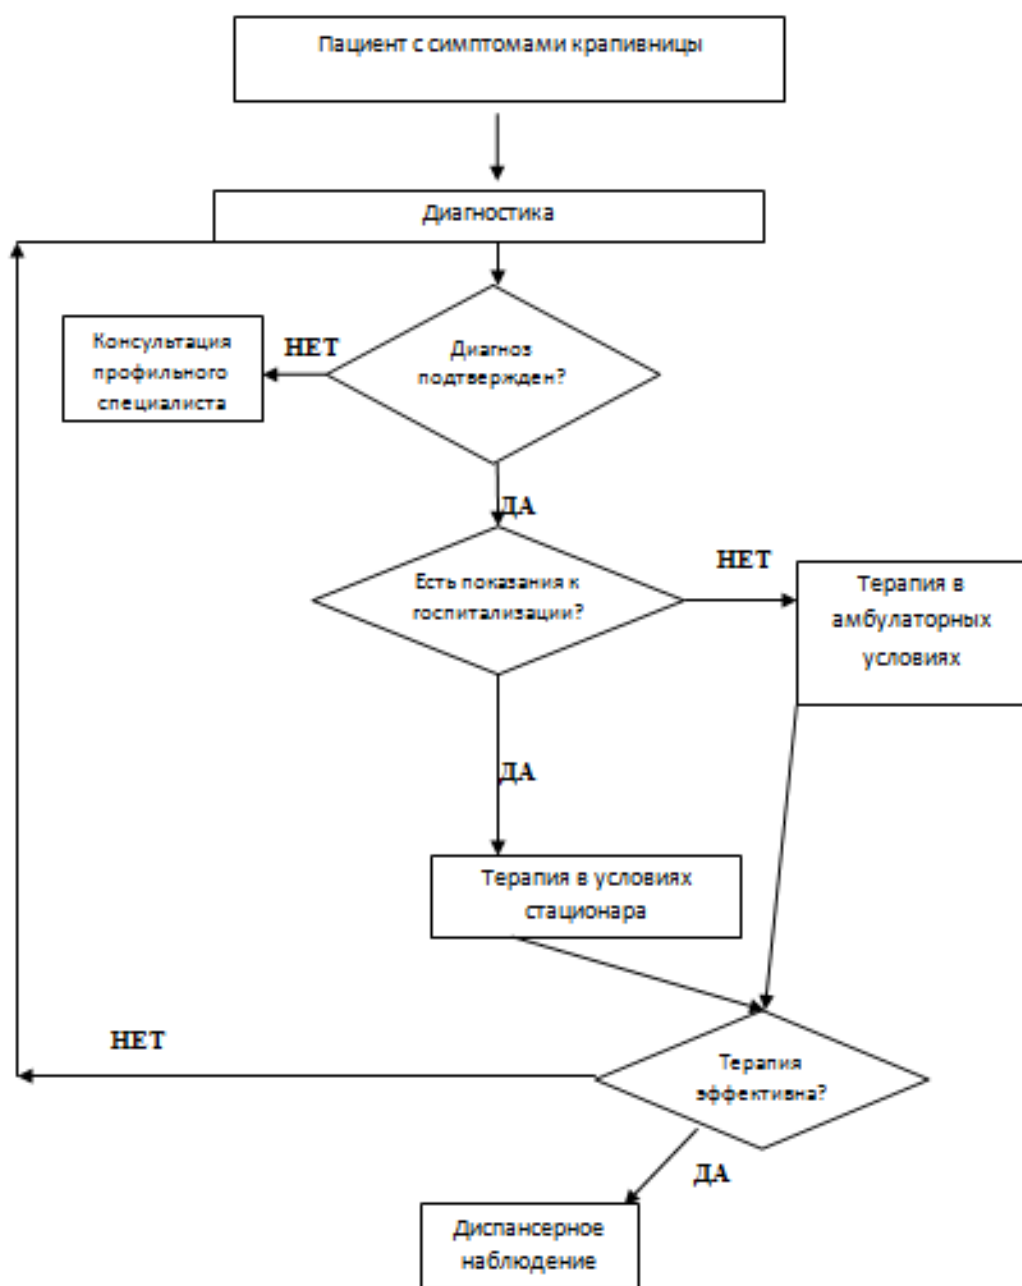 Пациент с симптомами крапивницы
Диагностика
Консультация
профильного
специалиста
НЕТ
Диагноз
подтвержден?
ДА
Есть показания к
госпитализации?
НЕТ
Терапия в
амбулаторных
условиях
ДА
Терапия в условиях
стационара
НЕТ
Терапия
эффективна?
ДА
Диспансерное
наблюдение